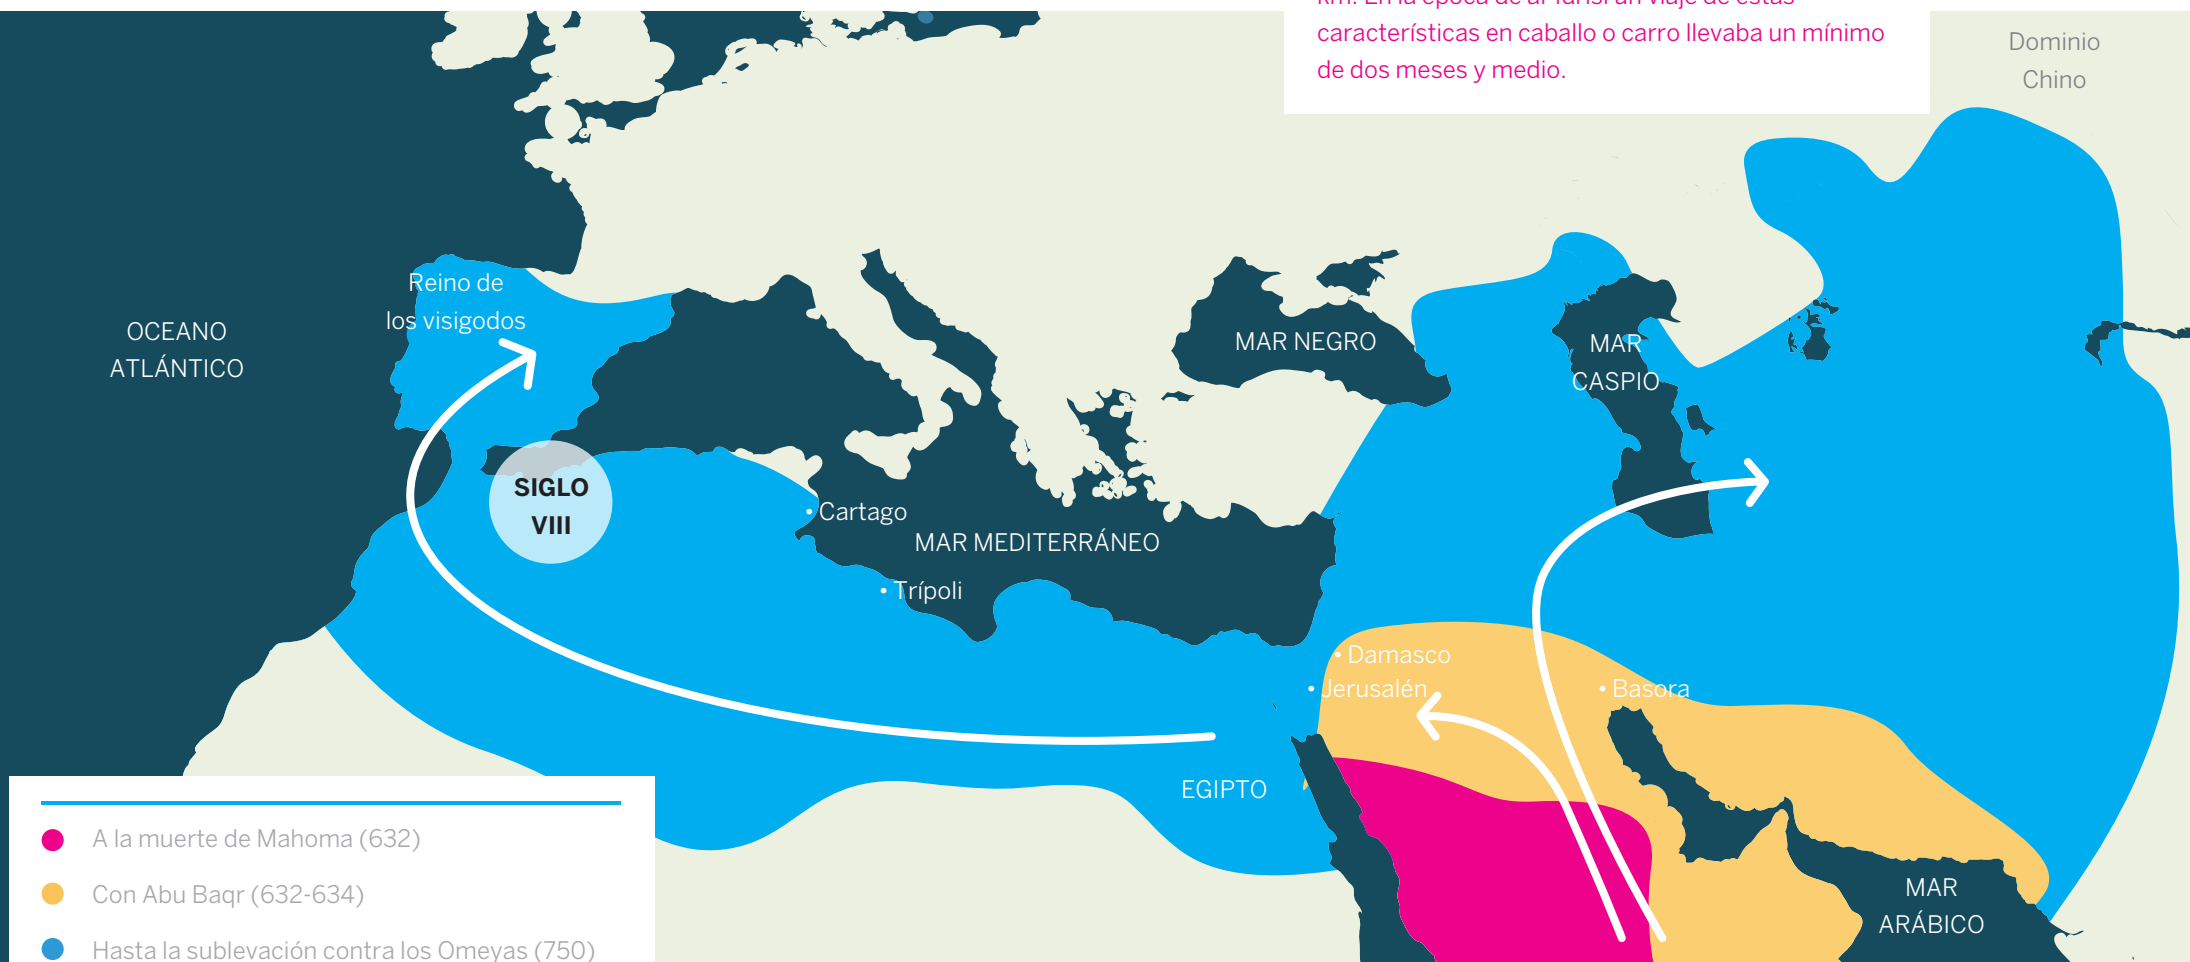 características en caballo o carro llevaba un mínimo
de dos meses y medio.
Dominio
Chino
Reino de
los visigodos
OCEANO
ATLÁNTICO
MAR NEGRO
MAR
CASPIO
SIGLO
VIII
Cartago
MAR MEDITERRÁNEO
Trípoli
Damasco
Jerusalén
Basora
EGIPTO
MAR
ARÁBICO
A la muerte de Mahoma (632)
Con Abu Baqr (632-634)
Hasta la sublevación contra los Omeyas (750)